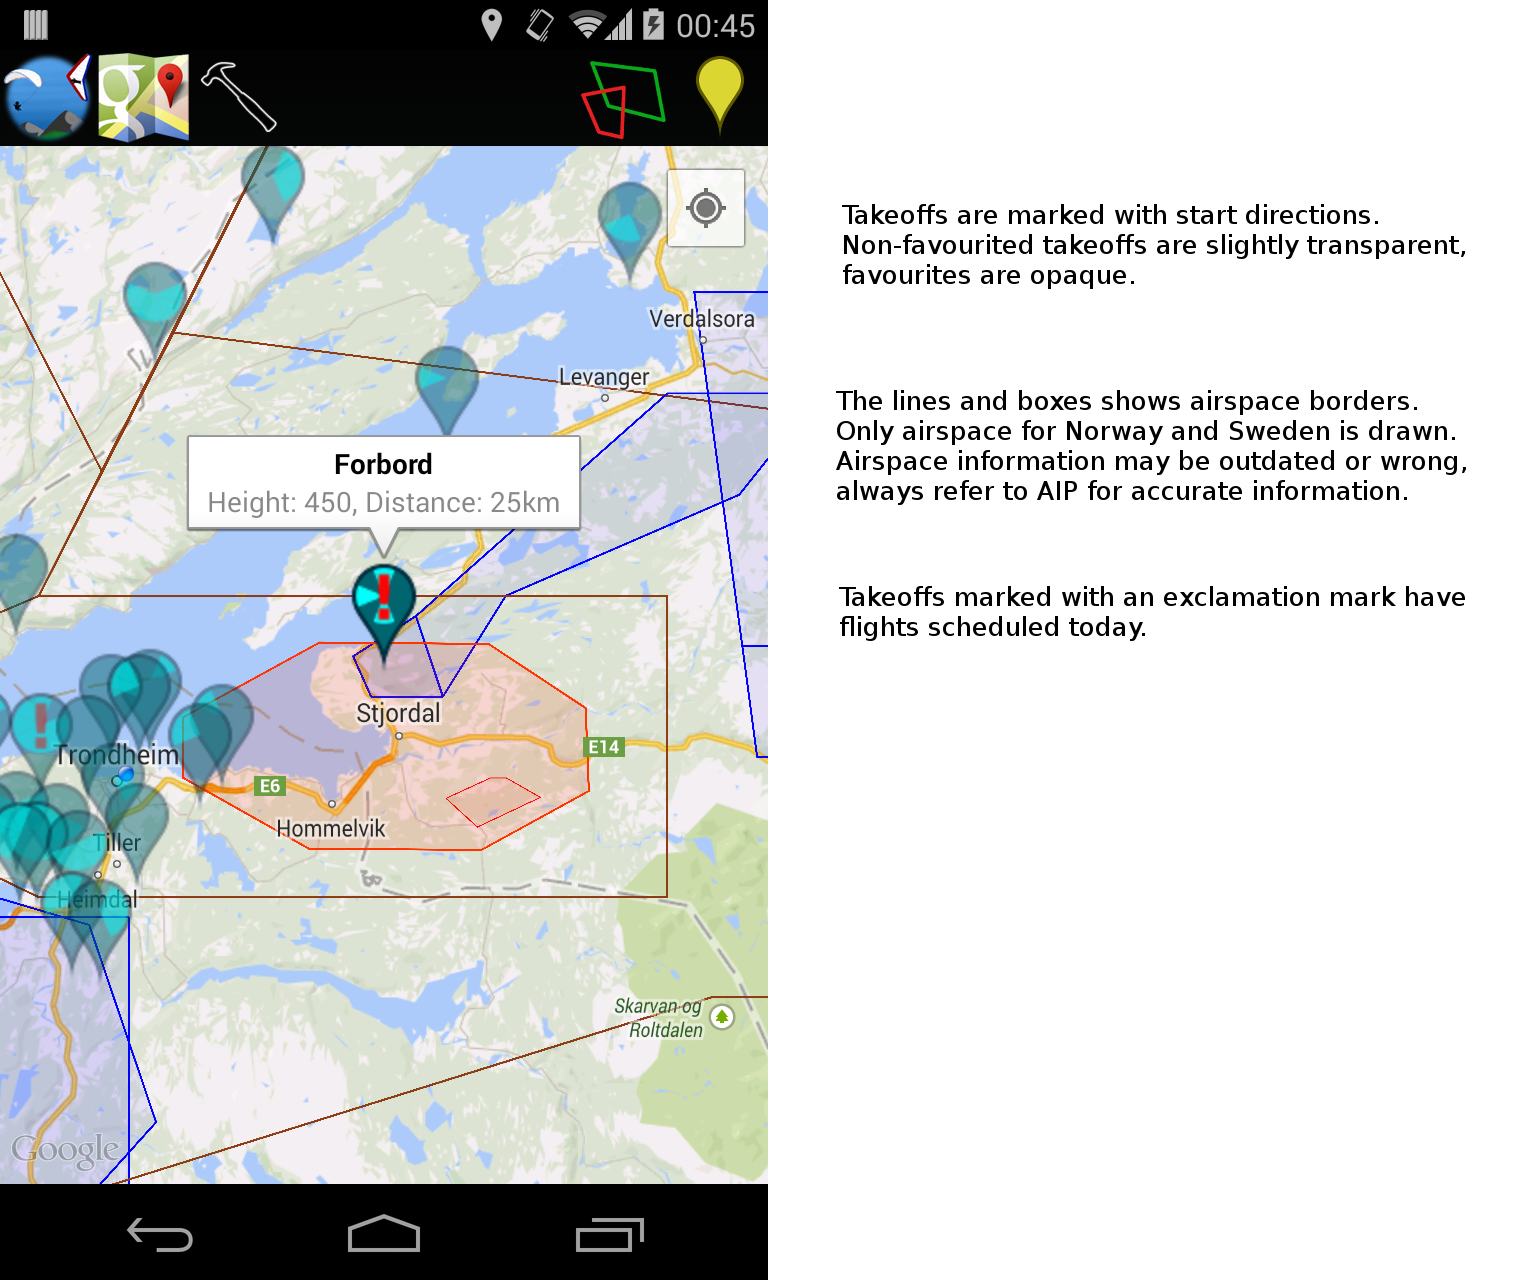 00:45
Verdalsora
Levanger
Forbord
Height: 450, Distance: 25km
Stjordal
E14
Trondheim
E6
Hommelvik
Tiller
Heimdal
Skarvan og
Roltdalen
Google
Takeoffs are marked with start directions.
Non-favourited takeoffs are slightly transparent,
favourites are opaque.
The lines and boxes shows airspace borders.
Only airspace for Norway and Sweden is drawn.
Airspace information may be outdated or wrong,
always refer to AIP for accurate information.
Takeoffs marked with an exclamation mark have
flights scheduled today.